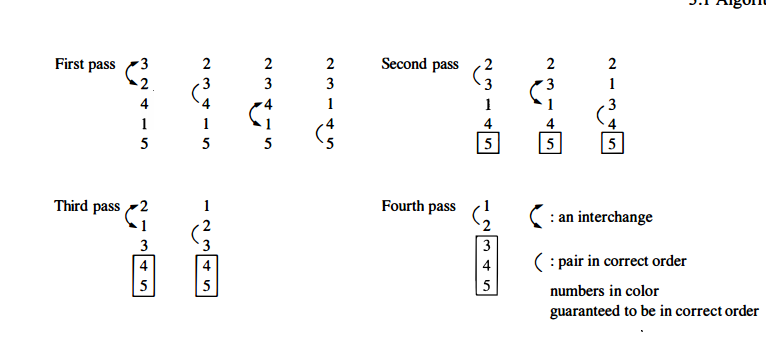 3.1 Algorit
First pass 3 2 2 2 Second pass 2 2 2
2 3 3 3 3 3 1
4 4 4 1 1 1 3
1 1 1 4 4 4 4
5 5 5 5 5 5 5
Third pass 2 1 Fourth pass 1 : an interchange
1 2 2
3 3 3
4 4 4 : pair in correct order
5 5 5 numbers in color
guaranteed to be in correct order